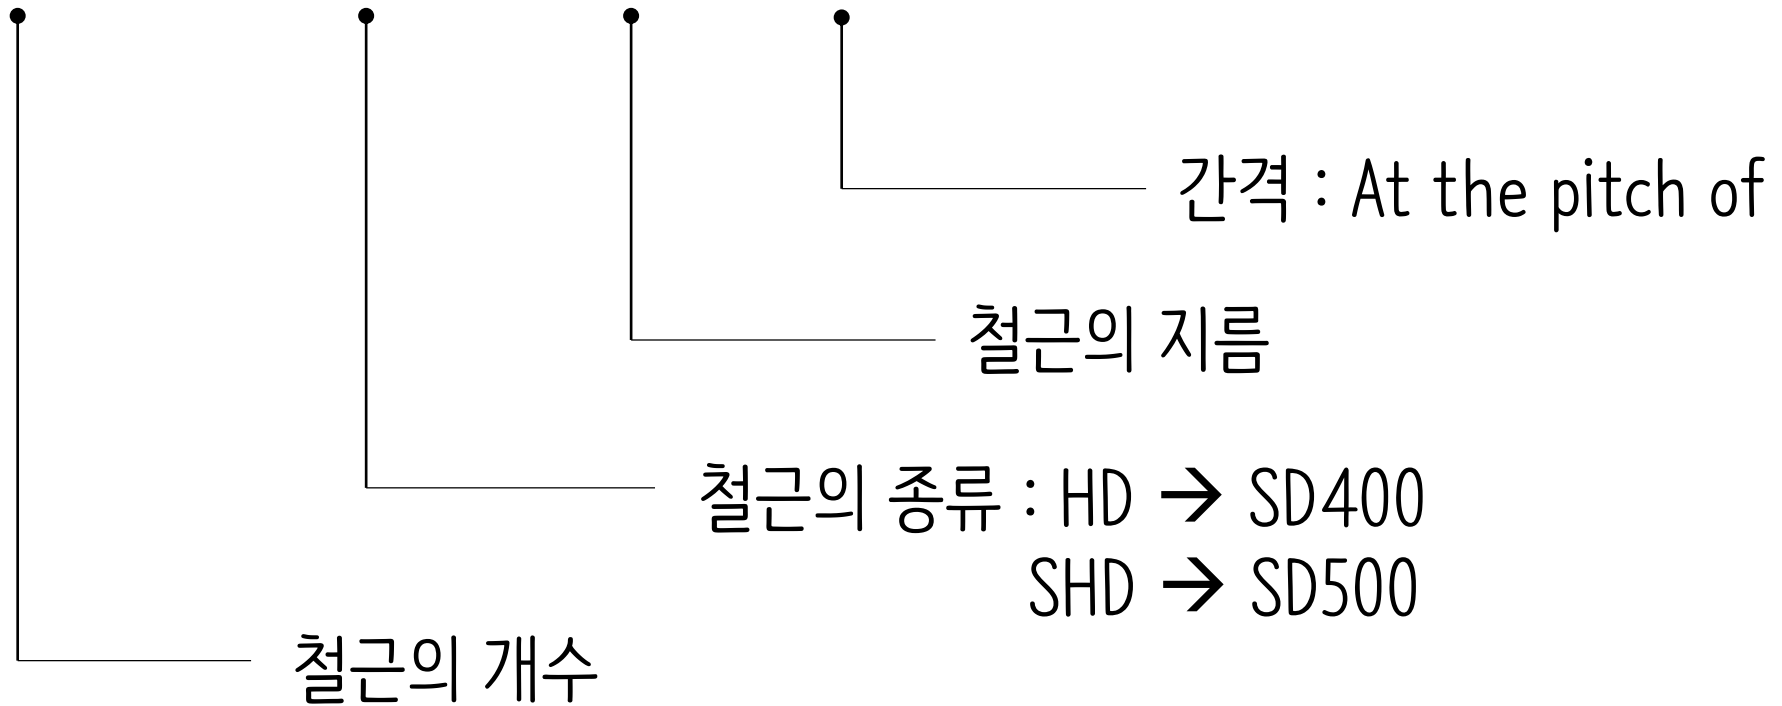 간격 : At the pitch of
철근의 지름
철근의 종류 : HD → SD400
SHD → SD500
철근의 개수